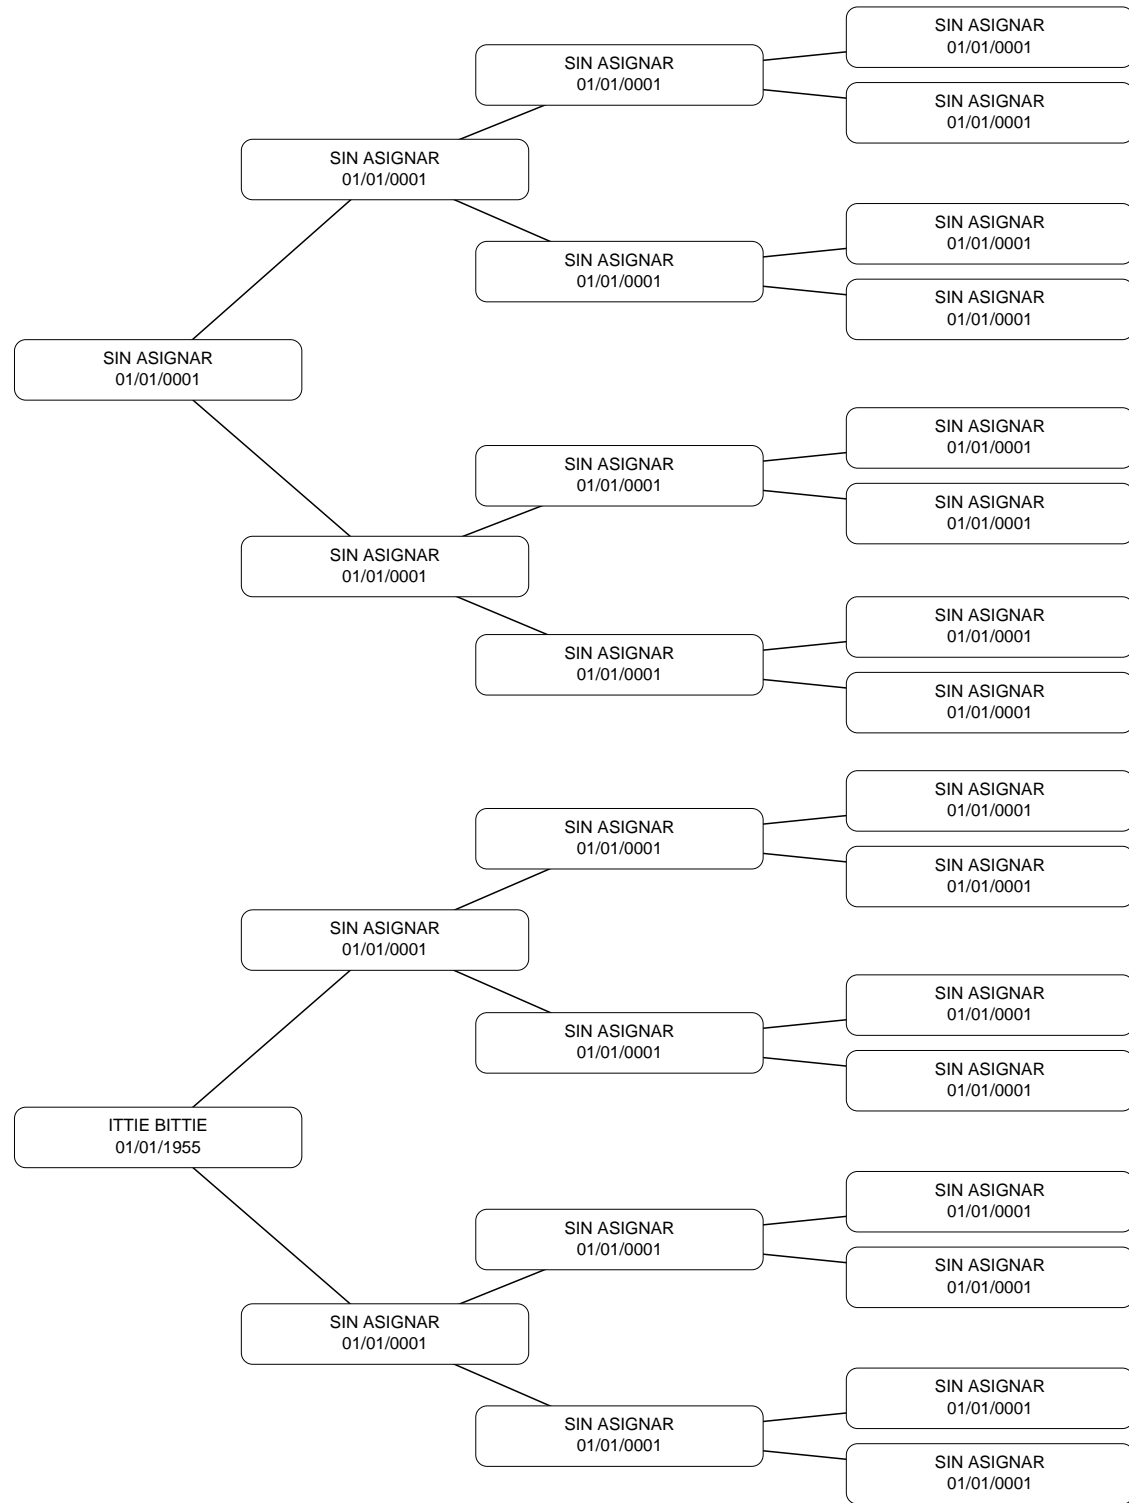 SIN ASIGNAR
01/01/0001
SIN ASIGNAR
01/01/0001
SIN ASIGNAR
01/01/0001
SIN ASIGNAR
01/01/0001
SIN ASIGNAR
01/01/0001
SIN ASIGNAR
01/01/0001
SIN ASIGNAR
01/01/0001
SIN ASIGNAR
01/01/0001
SIN ASIGNAR
01/01/0001
SIN ASIGNAR
01/01/0001
SIN ASIGNAR
01/01/0001
SIN ASIGNAR
01/01/0001
SIN ASIGNAR
01/01/0001
SIN ASIGNAR
01/01/0001
SIN ASIGNAR
01/01/0001
SIN ASIGNAR
01/01/0001
SIN ASIGNAR
01/01/0001
SIN ASIGNAR
01/01/0001
SIN ASIGNAR
01/01/0001
SIN ASIGNAR
01/01/0001
SIN ASIGNAR
01/01/0001
SIN ASIGNAR
01/01/0001
ITTIE BITTIE
01/01/1955
SIN ASIGNAR
01/01/0001
SIN ASIGNAR
01/01/0001
SIN ASIGNAR
01/01/0001
SIN ASIGNAR
01/01/0001
SIN ASIGNAR
01/01/0001
SIN ASIGNAR
01/01/0001
SIN ASIGNAR
01/01/0001